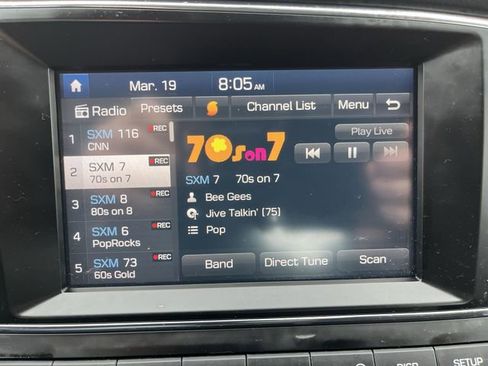 Mar. 19 8:05 AM
Radio Presets Channel List Menu
1 SXM 116 REC
CNN
Play Live
70s on 7
2 SXM 7 REC
70s on 7
SXM 7 70s on 7
3 SXM 8 REC
80s on 8
Bee Gees
Jive Talkin' (75)
4 SXM 6 REC
PopRocks
Pop
5 SXM 73 REC
60s Gold
Band Direct Tune Scan
DISP SETUP